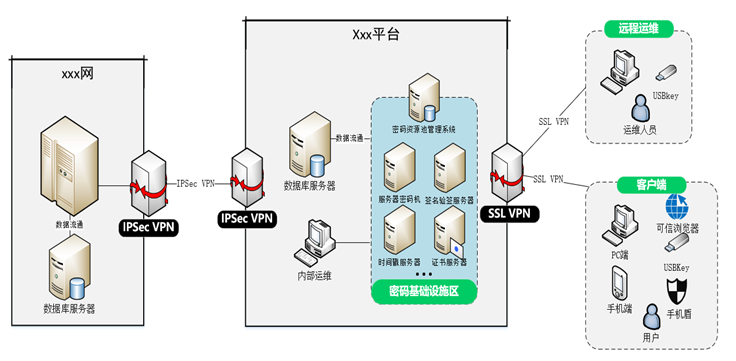 xxx网
数据流通
数据库服务器
IPSec VPN
IPSec VPN
IPSec VPN
Xxx平台
数据库服务器
数据流通
内部运维
密码资源池管理系统
服务器密码机
签名验签服务器
时间戳服务器
证书服务器
...
密码基础设施区
SSL VPN
SSL VPN
SSL VPN
远程运维
USBkey
运维人员
客户端
PC端
可信浏览器
USBKey
手机端
手机盾
用户